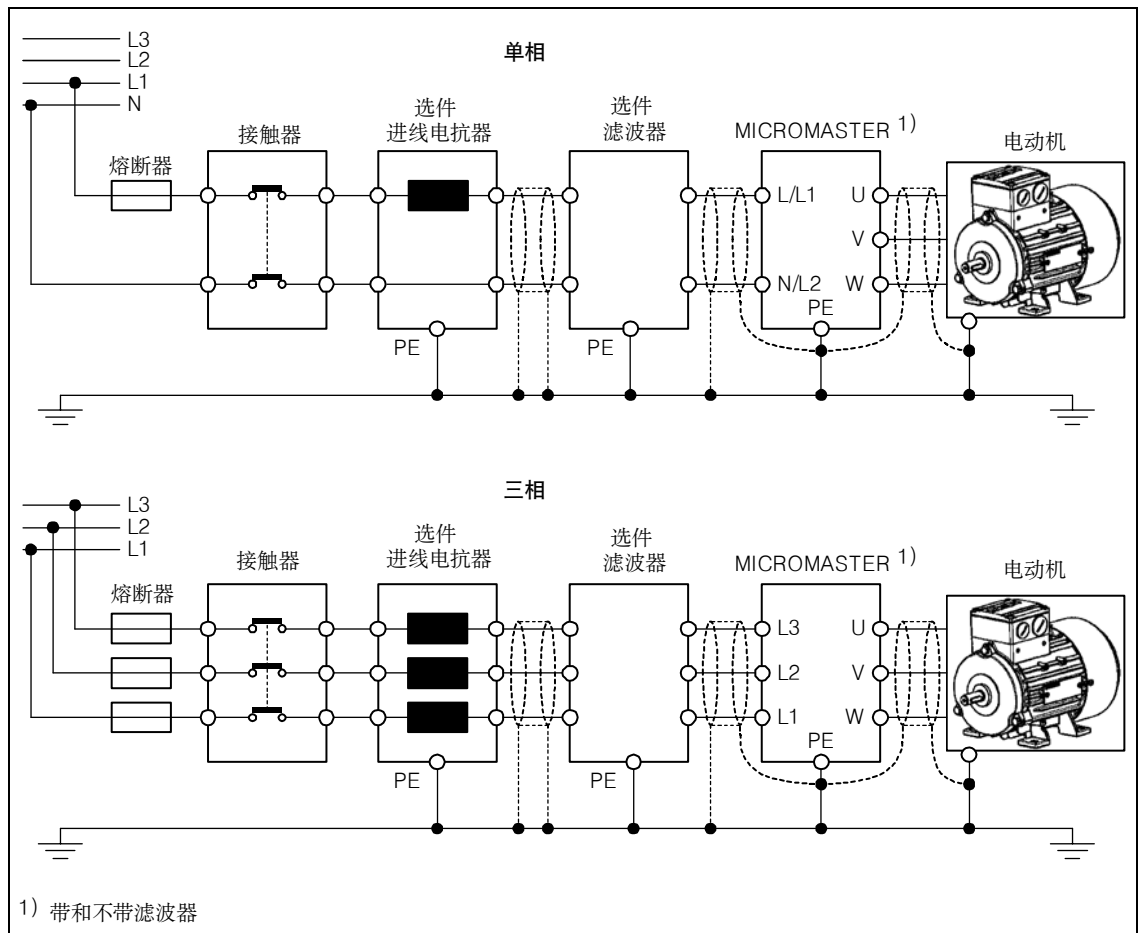 L3
L2
L1
N
单相
熔断器
接触器
选件
进线电抗器
选件
滤波器
MICROMASTER 1)
电动机
L/L1
U
V
N/L2
W
PE
PE
PE
三相
L3
L2
L1
熔断器
接触器
选件
进线电抗器
选件
滤波器
MICROMASTER 1)
电动机
L3
U
L2
V
L1
W
PE
PE
PE
1) 带和不带滤波器